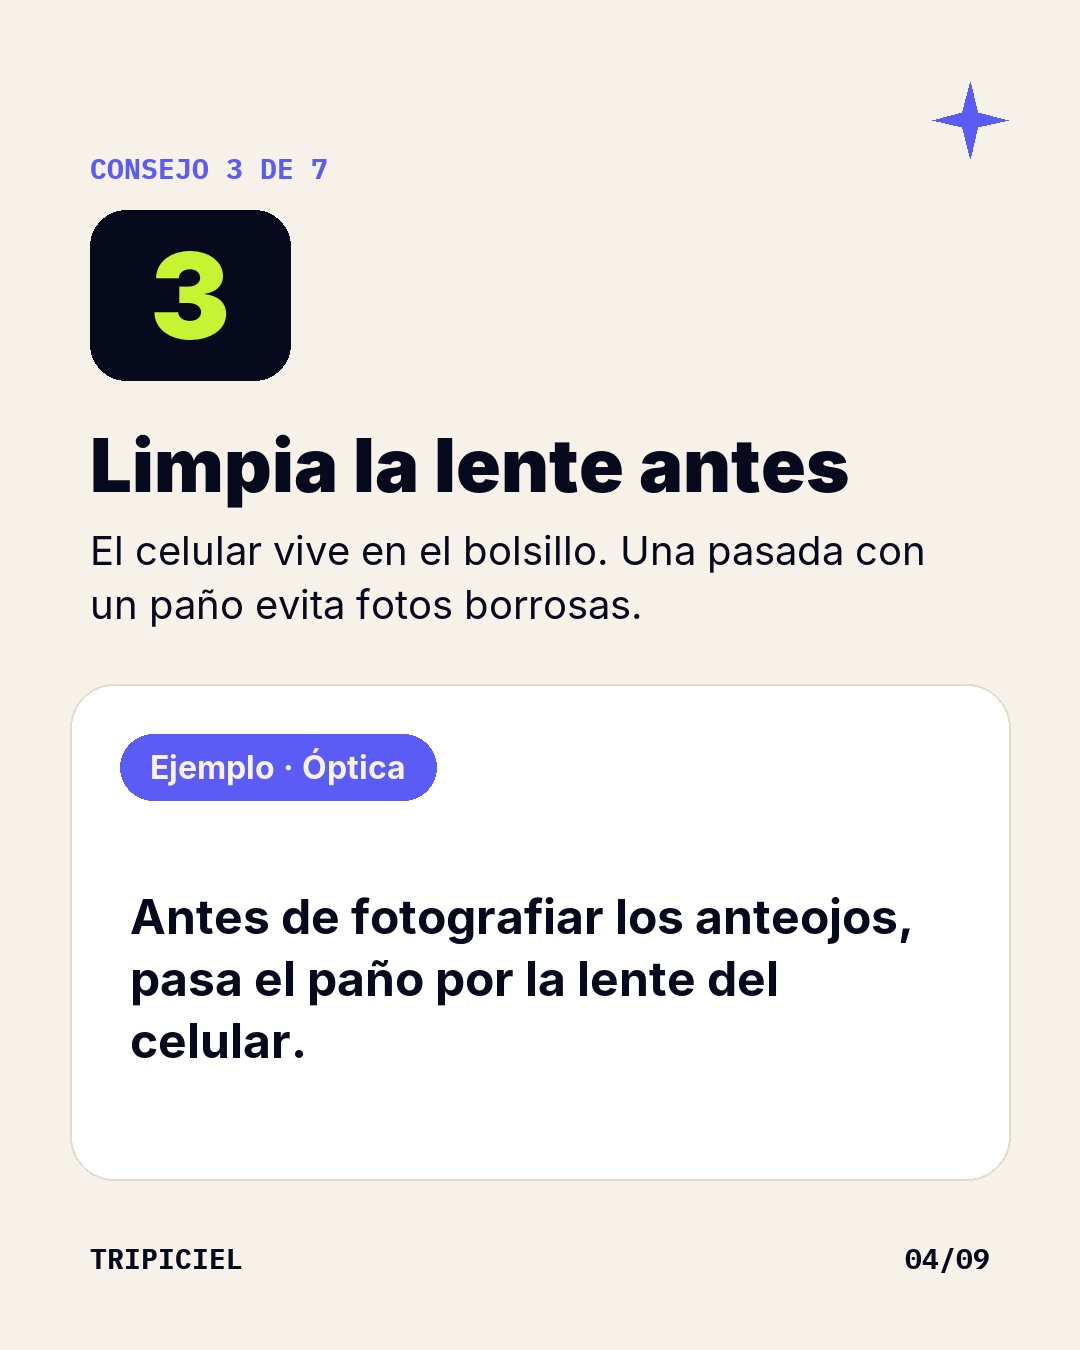 CONSEJO 3 DE 7
3
Limpia la lente antes
El celular vive en el bolsillo. Una pasada con
un paño evita fotos borrosas.
Ejemplo · Óptica
Antes de fotografiar los anteojos,
pasa el paño por la lente del
celular.
TRIPICIEL
04/09